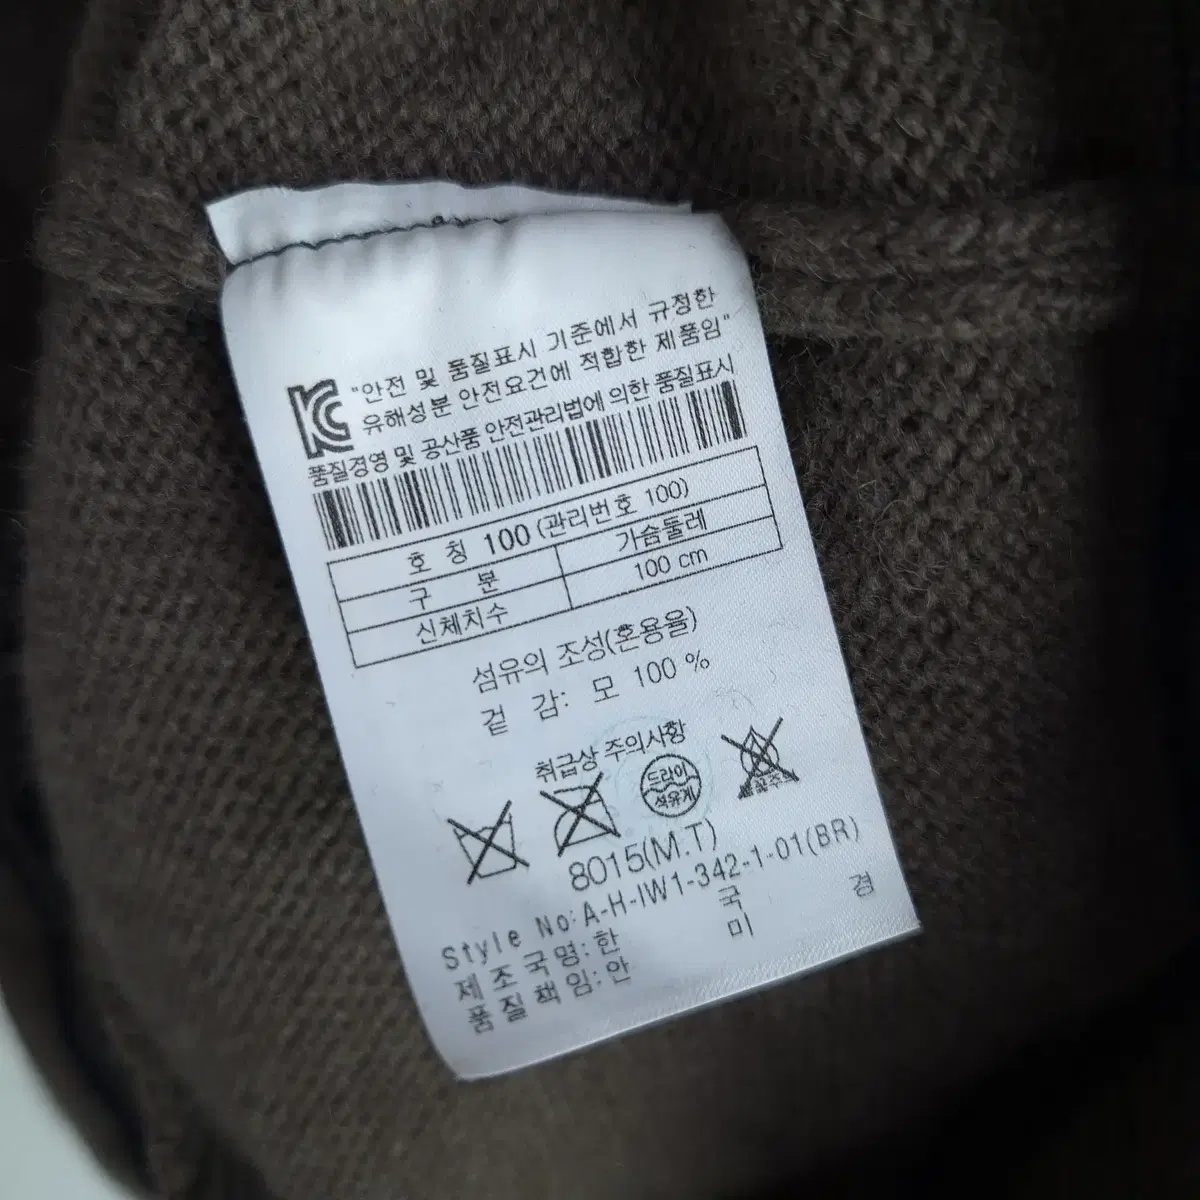 KC
"안전 및 품질표시 기준에서 규정한
유해성분 안전요건에 적합한 제품임"
품질경영 및 공산품 안전관리법에 의한 품질표시
호 칭 100 (관리번호 100)
구 분 가슴둘레
신체치수 100 cm
섬유의 조성(혼용율)
겉 감: 모 100 %
취급상 주의사항
드라이
석유계
8015(M.T)
Style No: A-H-IW1-342-1-01(BR)
제조국명: 한 국
품질책임: 안 미 경